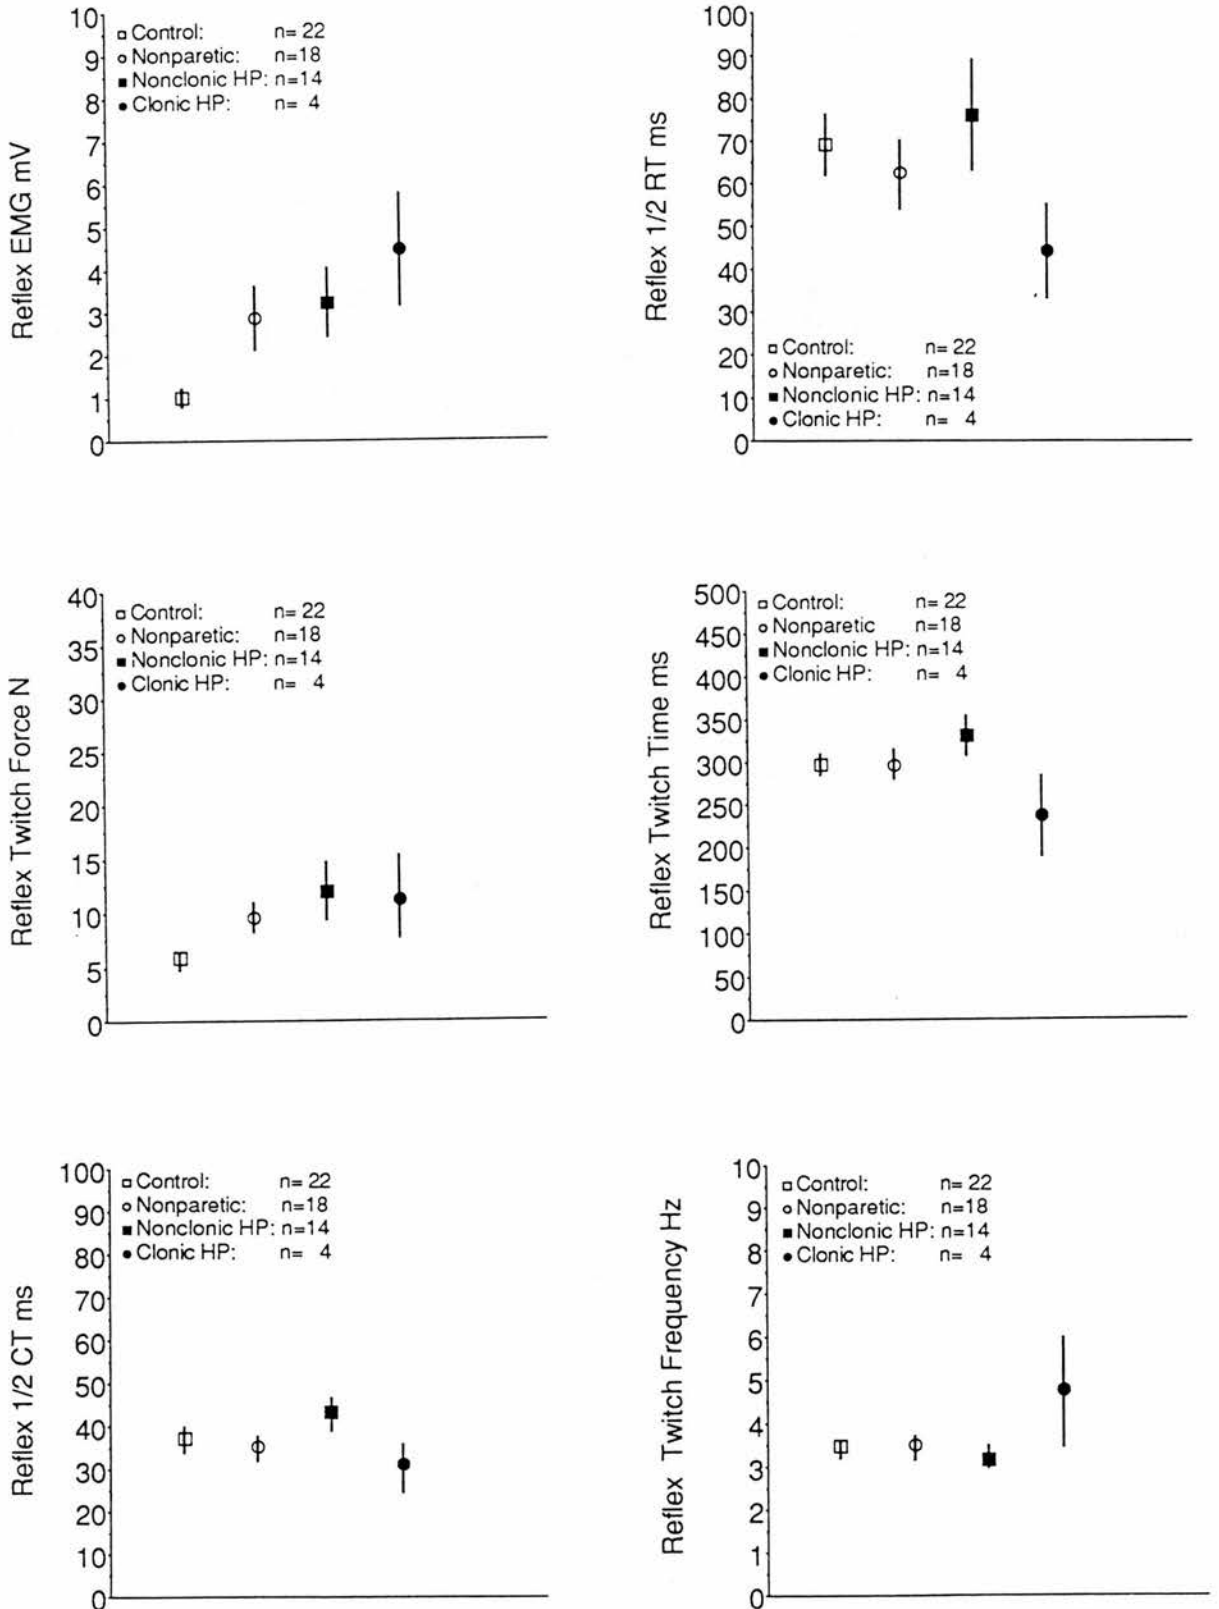 Reflex EMG mV
10
9
8
7
6
5
4
3
2
1
0
Control: n= 22
Nonparetic: n=18
Nonclonic HP: n=14
Clonic HP: n= 4
Reflex 1/2 RT ms
100
90
80
70
60
50
40
30
20
10
0
Control: n= 22
Nonparetic: n=18
Nonclonic HP: n=14
Clonic HP: n= 4
Reflex Twitch Force N
40
35
30
25
20
15
10
5
0
Control: n= 22
Nonparetic: n=18
Nonclonic HP: n=14
Clonic HP: n= 4
Reflex Twitch Time ms
500
450
400
350
300
250
200
150
100
50
0
Control: n= 22
Nonparetic n=18
Nonclonic HP: n=14
Clonic HP: n= 4
Reflex 1/2 CT ms
100
90
80
70
60
50
40
30
20
10
0
Control: n= 22
Nonparetic: n=18
Nonclonic HP: n=14
Clonic HP: n= 4
Reflex Twitch Frequency Hz
10
9
8
7
6
5
4
3
2
1
0
Control: n= 22
Nonparetic: n=18
Nonclonic HP: n=14
Clonic HP: n= 4